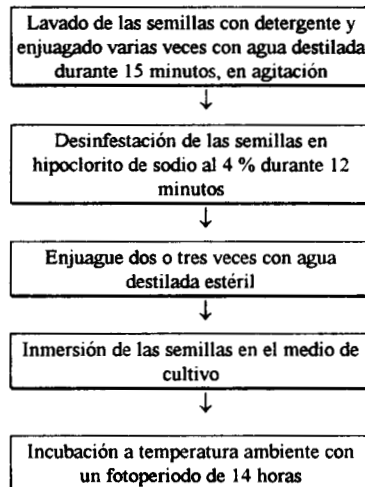 Lavado de las semillas con detergente y
enjuagado varias veces con agua destilada
durante 15 minutos, en agitación
↓
Desinfestación de las semillas en
hipoclorito de sodio al 4 % durante 12
minutos
↓
Enjuague dos o tres veces con agua
destilada estéril
↓
Inmersión de las semillas en el medio de
cultivo
↓
Incubación a temperatura ambiente con
un fotoperiodo de 14 horas